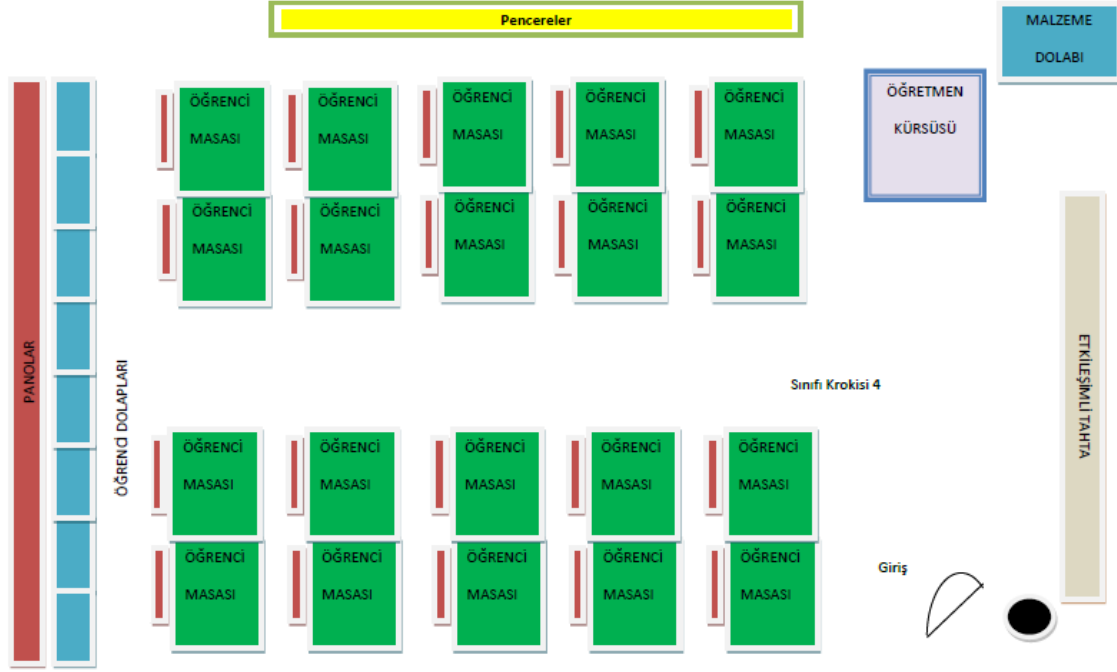 Pencereler
MALZEME
DOLABI
ÖĞRETMEN
KÜRSÜSÜ
ÖĞRENCİ
MASASI
ÖĞRENCİ
MASASI
ÖĞRENCİ
MASASI
ÖĞRENCİ
MASASI
ÖĞRENCİ
MASASI
ÖĞRENCİ
MASASI
ÖĞRENCİ
MASASI
ÖĞRENCİ
MASASI
ÖĞRENCİ
MASASI
ÖĞRENCİ
MASASI
PANOLAR
ÖĞRENCİ DOLAPLARI
Sınıfı Krokisi 4
ETKİLEŞİMLİ TAHTA
ÖĞRENCİ
MASASI
ÖĞRENCİ
MASASI
ÖĞRENCİ
MASASI
ÖĞRENCİ
MASASI
ÖĞRENCİ
MASASI
ÖĞRENCİ
MASASI
ÖĞRENCİ
MASASI
ÖĞRENCİ
MASASI
ÖĞRENCİ
MASASI
ÖĞRENCİ
MASASI
Giriş